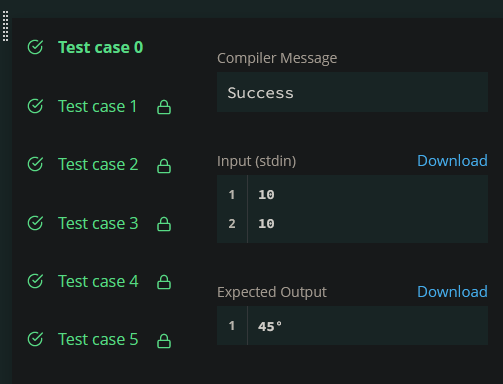 Test case 0
Test case 1
Test case 2
Test case 3
Test case 4
Test case 5
Compiler Message
Success
Input (stdin) Download
1 10
2 10
Expected Output Download
1 45°